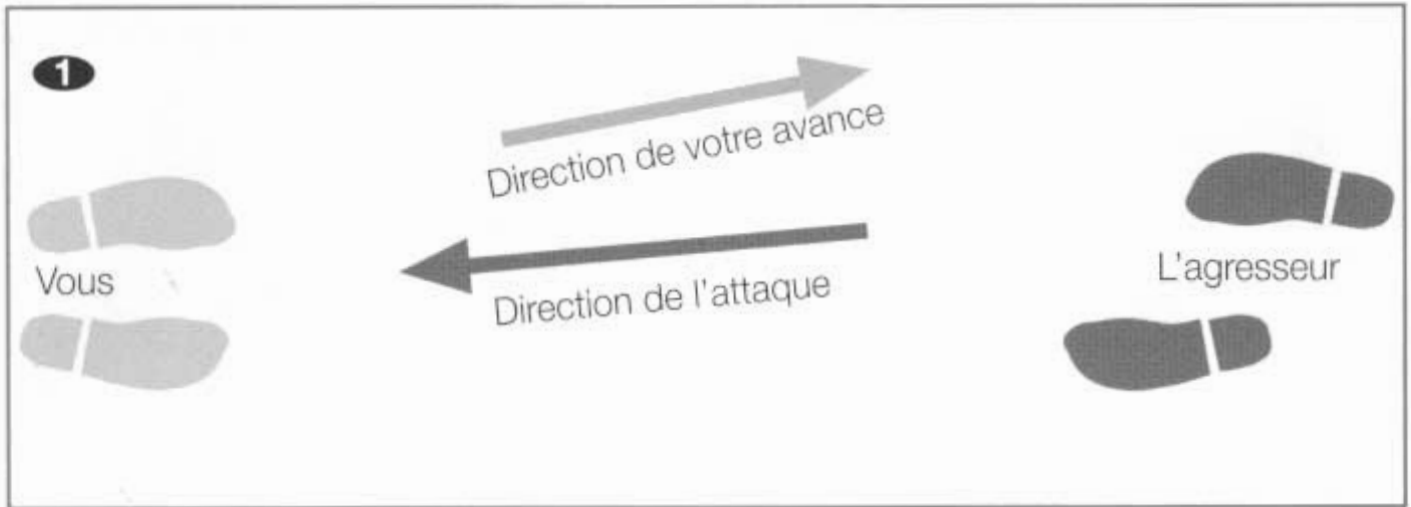 1
Direction de votre avance
Vous
Direction de l'attaque
L'agresseur